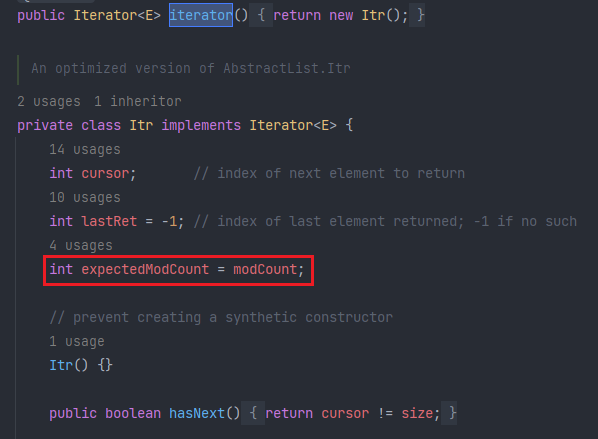 public Iterator<E> iterator() { return new Itr(); }
An optimized version of AbstractList.Itr
2 usages 1 inheritor
private class Itr implements Iterator<E> {
14 usages
int cursor; // index of next element to return
10 usages
int lastRet = -1; // index of last element returned; -1 if no such
4 usages
int expectedModCount = modCount;
// prevent creating a synthetic constructor
1 usage
Itr() {}
public boolean hasNext() { return cursor != size; }